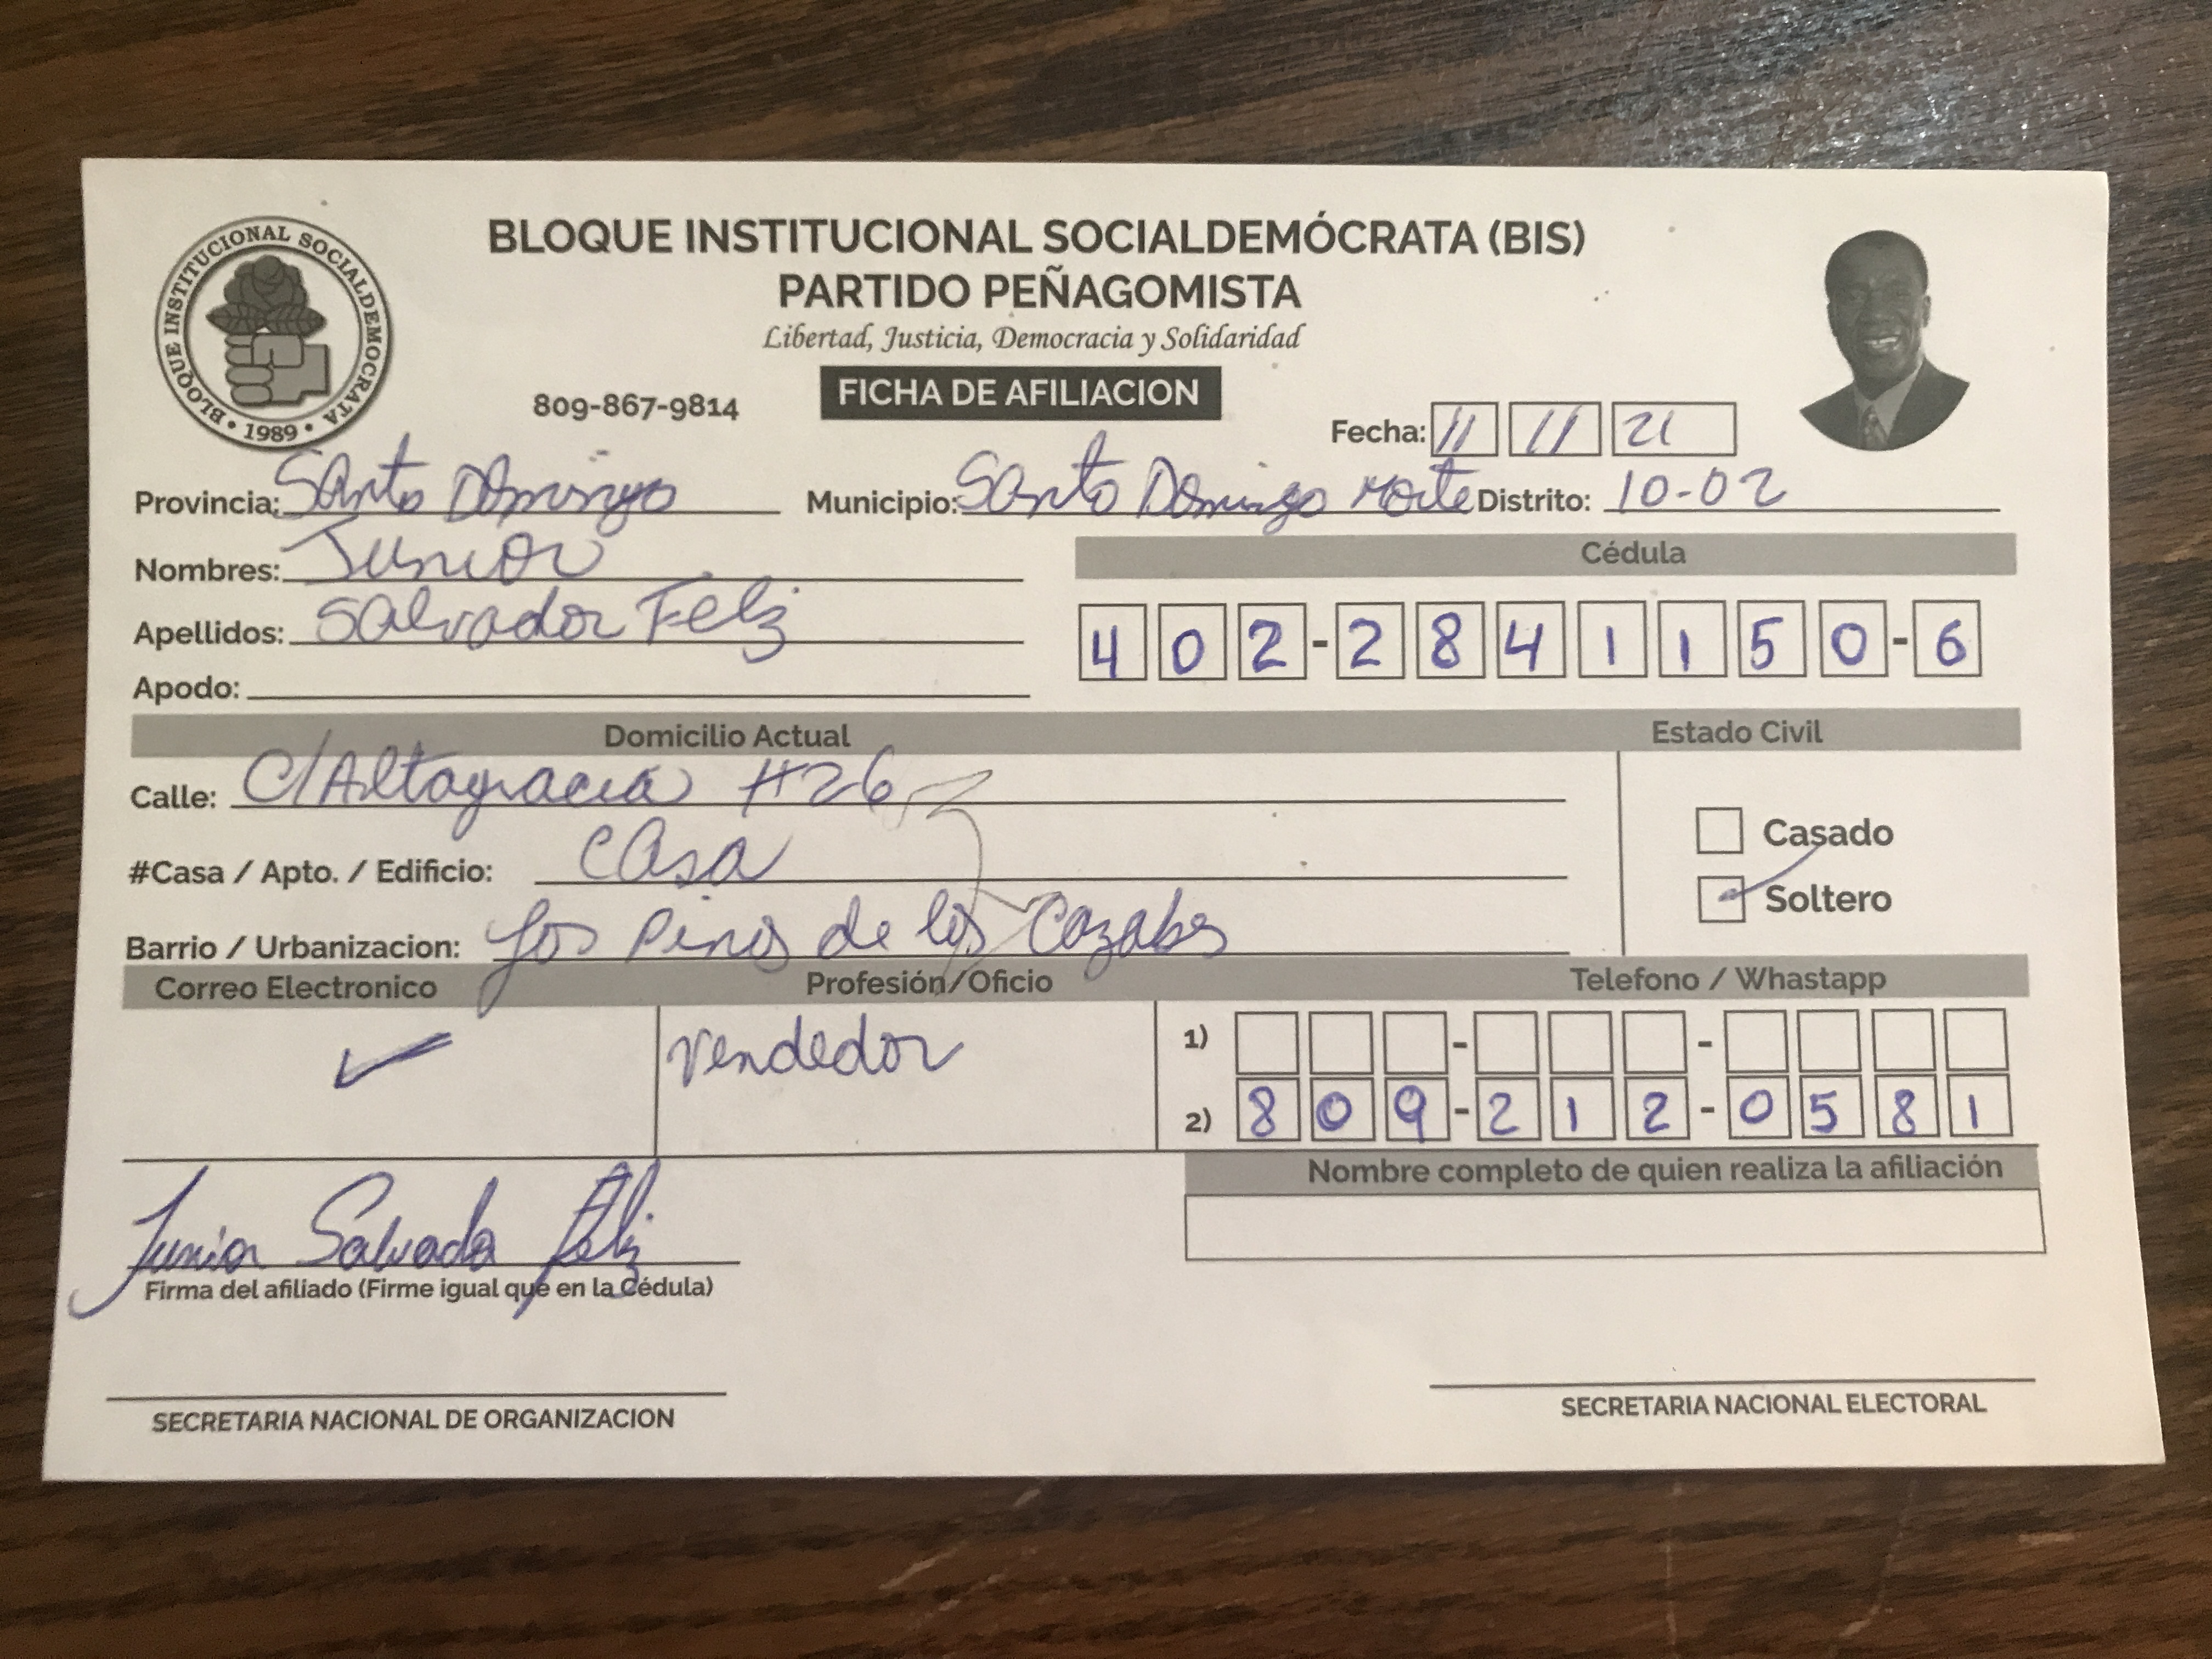 BLOQUE INSTITUCIONAL SOCIALDEMOCRATA • 1989 •
BLOQUE INSTITUCIONAL SOCIALDEMÓCRATA (BIS)
PARTIDO PEÑAGOMISTA
Libertad, Justicia, Democracia y Solidaridad
809-867-9814 FICHA DE AFILIACION
Fecha: 11 11 21
Provincia: Santo Domingo Municipio: Santo Domingo Norte Distrito: 10-02
Nombres: Junior
Cédula
Apellidos: Salvador Feliz
402-2841150-6
Apodo:
Domicilio Actual Estado Civil
Calle: C/Altagracia #26
Casado
#Casa / Apto. / Edificio: Casa
Soltero
Barrio / Urbanizacion: Los Pinos de los Cazabes
Correo Electronico Profesión/Oficio Telefono / Whastapp
vendedor 1)
2) 809-212-0581
Nombre completo de quien realiza la afiliación
Junior Salvador Feliz
Firma del afiliado (Firme igual que en la Cédula)
SECRETARIA NACIONAL DE ORGANIZACION SECRETARIA NACIONAL ELECTORAL